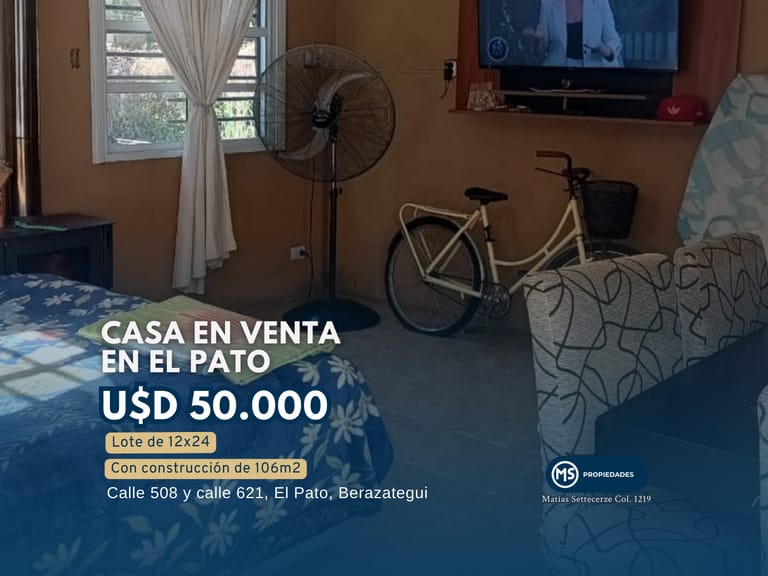 CASA EN VENTA
EN EL PATO
U$D 50.000
Lote de 12x24
Con construcción de 106m2
Calle 508 y calle 621, El Pato, Berazategui
MS PROPIEDADES
Matías Settecerze Col. 1219